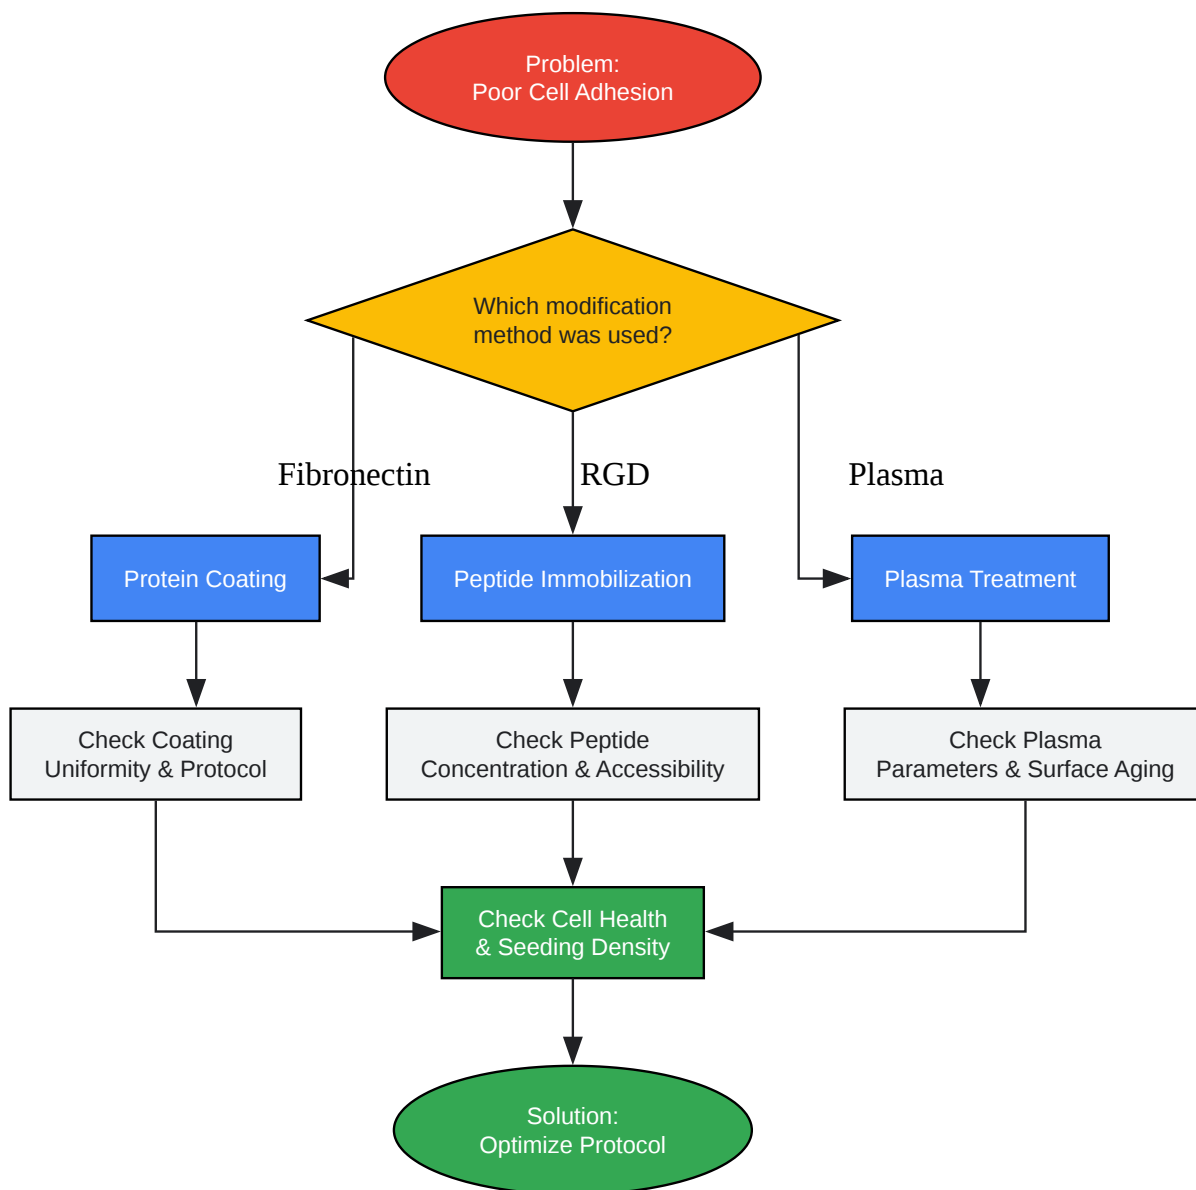 Problem:
Poor Cell Adhesion
Which modification
method was used?
Fibronectin
RGD
Plasma
Protein Coating
Peptide Immobilization
Plasma Treatment
Check Coating
Uniformity & Protocol
Check Peptide
Concentration & Accessibility
Check Plasma
Parameters & Surface Aging
Check Cell Health
& Seeding Density
Solution:
Optimize Protocol